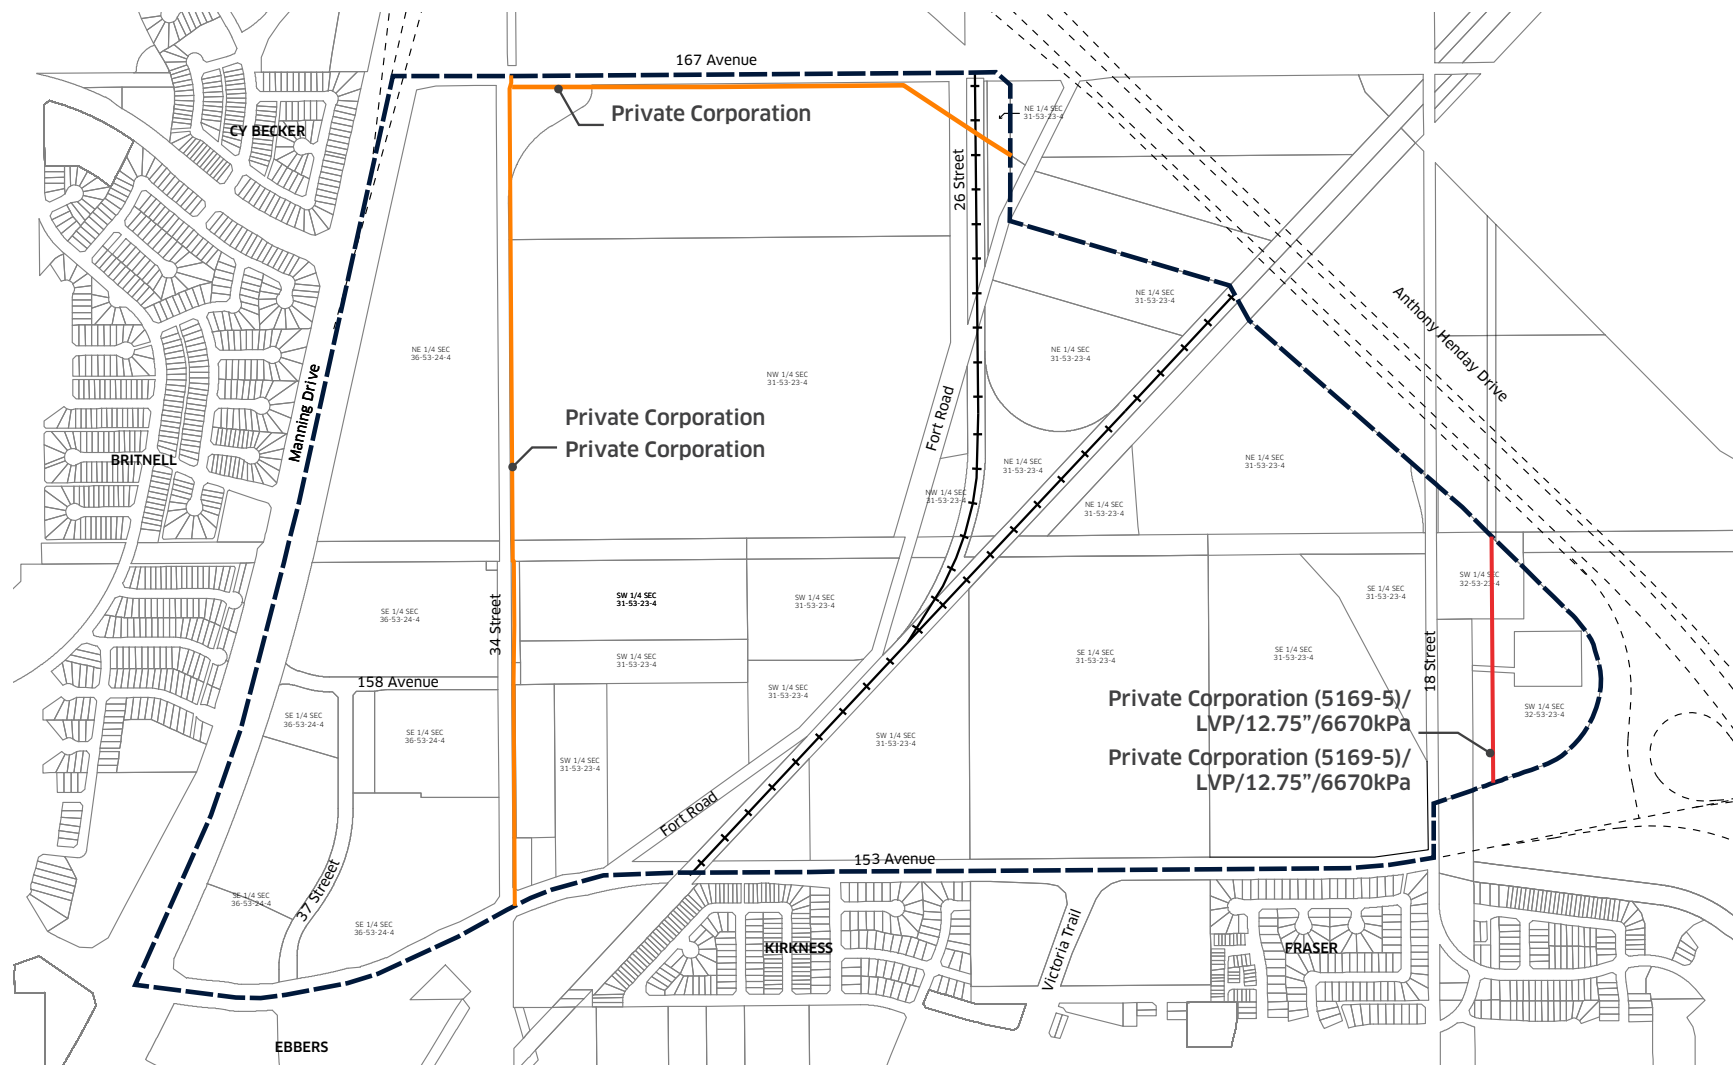 167 Avenue
CY BECKER
Private Corporation
NE 1/4 SEC
31-53-23-4
26 Street
NE 1/4 SEC
31-53-23-4
Anthony Henday Drive
NE 1/4 SEC
36-53-24-4
NW 1/4 SEC
31-53-23-4
NE 1/4 SEC
31-53-23-4
Manning Drive
Private Corporation
Private Corporation
Fort Road
BRITNELL
NE 1/4 SEC
31-53-23-4
NE 1/4 SEC
31-53-23-4
NW 1/4 SEC
31-53-23-4
NE 1/4 SEC
31-53-23-4
SW 1/4 SEC
32-53-23-4
SE 1/4 SEC
31-53-23-4
SW 1/4 SEC
31-53-23-4
SW 1/4 SEC
31-53-23-4
SE 1/4 SEC
36-53-24-4
34 Street
SW 1/4 SEC
31-53-23-4
SE 1/4 SEC
31-53-23-4
SE 1/4 SEC
31-53-23-4
18 Street
158 Avenue
SW 1/4 SEC
31-53-23-4
Private Corporation (5169-5)/
LVP/12.75”/6670kPa
SW 1/4 SEC
32-53-23-4
SE 1/4 SEC
36-53-24-4
SE 1/4 SEC
36-53-24-4
SW 1/4 SEC
31-53-23-4
SW 1/4 SEC
31-53-23-4
Private Corporation (5169-5)/
LVP/12.75”/6670kPa
Fort Road
153 Avenue
37 Streeet
SE 1/4 SEC
36-53-24-4
SE 1/4 SEC
36-53-24-4
KIRKNESS
Victoria Trail
FRASER
EBBERS